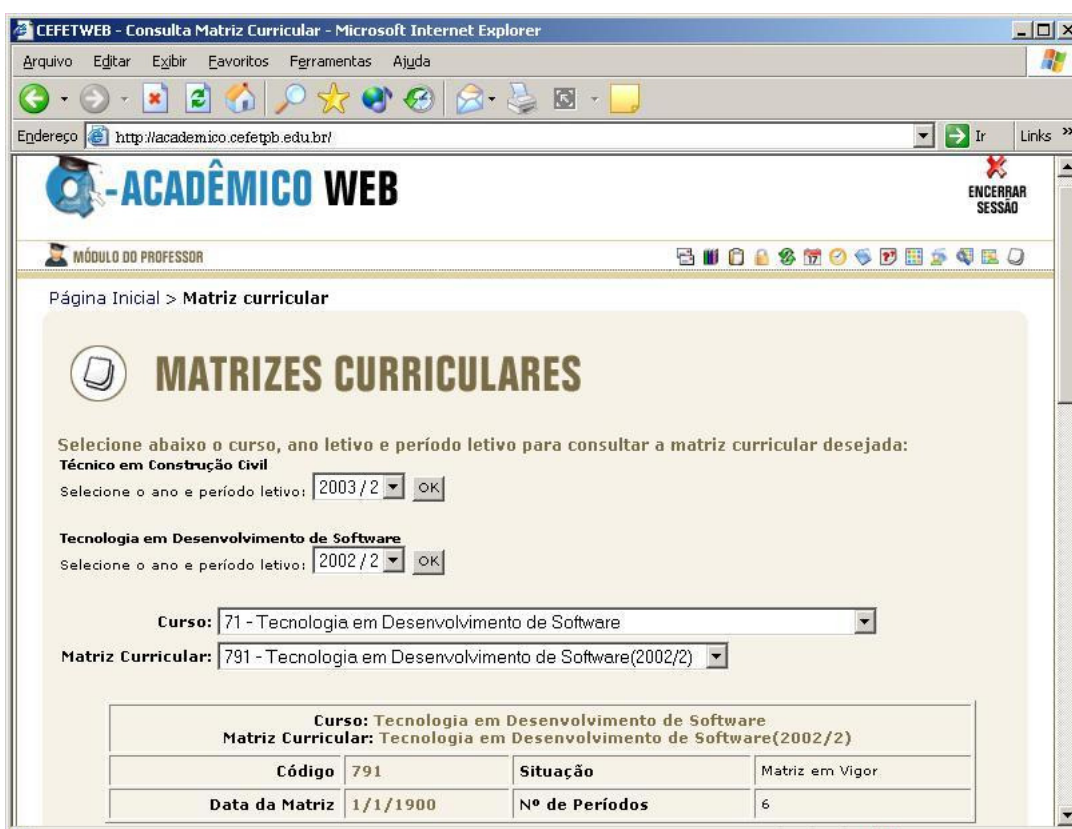 CEFETWEB - Consulta Matriz Curricular - Microsoft Internet Explorer
Arquivo Editar Exibir Favoritos Ferramentas Ajuda
Endereço http://academico.cefetpb.edu.br/ Ir Links »
Q-ACADÊMICO WEB
ENCERRAR
SESSÃO
MÓDULO DO PROFESSOR
17
Página Inicial > Matriz curricular
MATRIZES CURRICULARES
Selecione abaixo o curso, ano letivo e período letivo para consultar a matriz curricular desejada:
Técnico em Construção Civil
Selecione o ano e período letivo: 2003 / 2 OK
Tecnologia em Desenvolvimento de Software
Selecione o ano e período letivo: 2002 / 2 OK
Curso: 71 - Tecnologia em Desenvolvimento de Software
Matriz Curricular: 791 - Tecnologia em Desenvolvimento de Software(2002/2)
Curso: Tecnologia em Desenvolvimento de Software
Matriz Curricular: Tecnologia em Desenvolvimento de Software(2002/2)
Código 791 Situação Matriz em Vigor
Data da Matriz 1/1/1900 Nº de Períodos 6